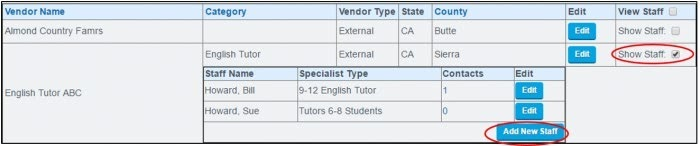 Vendor Name Category Vendor Type State County Edit View Staff
Almond Country Famrs External CA Butte Edit Show Staff:
English Tutor External CA Sierra Edit Show Staff:
English Tutor ABC
Staff Name Specialist Type Contacts Edit
Howard, Bill 9-12 English Tutor 1 Edit
Howard, Sue Tutors 6-8 Students 0 Edit
Add New Staff